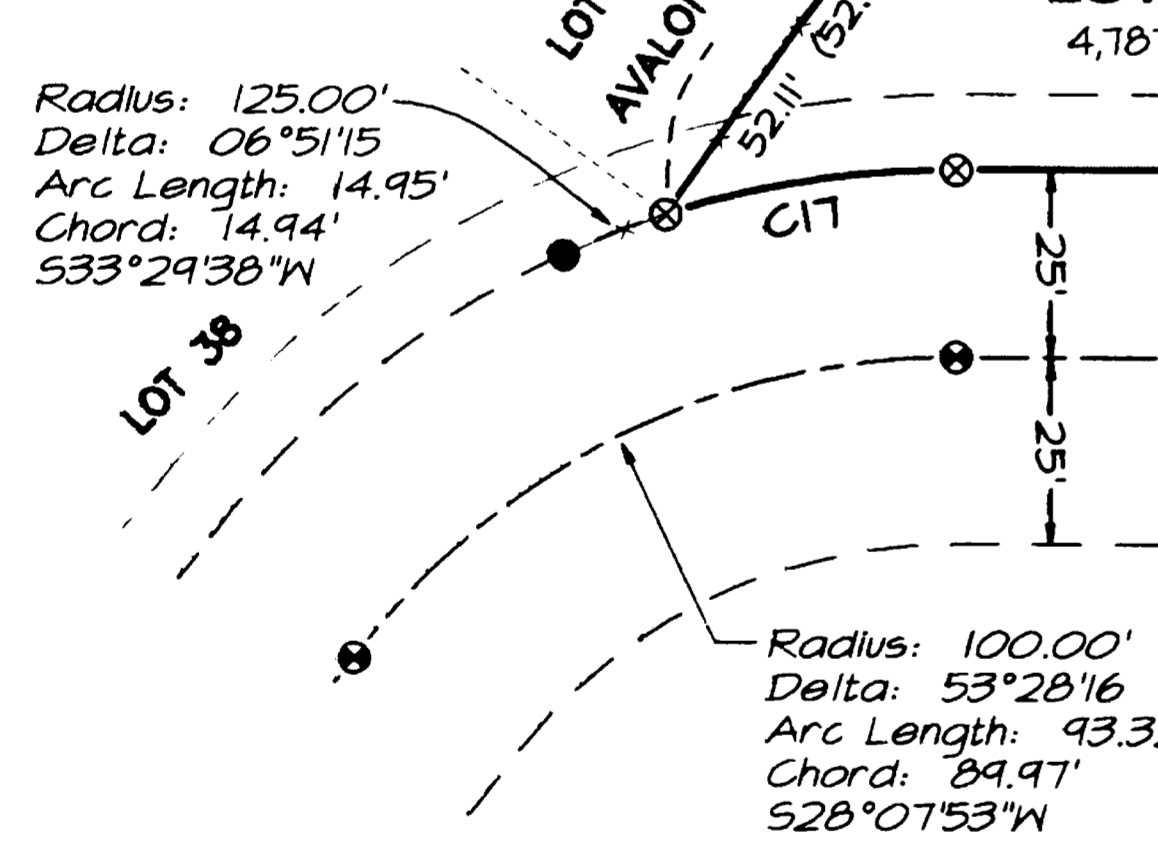 LOT
AVALO
52.11' (52.
4,78
Radius: 125.00'
Delta: 06°51'15
Arc Length: 14.95'
Chord: 14.94'
S33°29'38"W
C17
25'
25'
LOT 38
Radius: 100.00'
Delta: 53°28'16
Arc Length: 93.3
Chord: 89.97'
S28°07'53"W